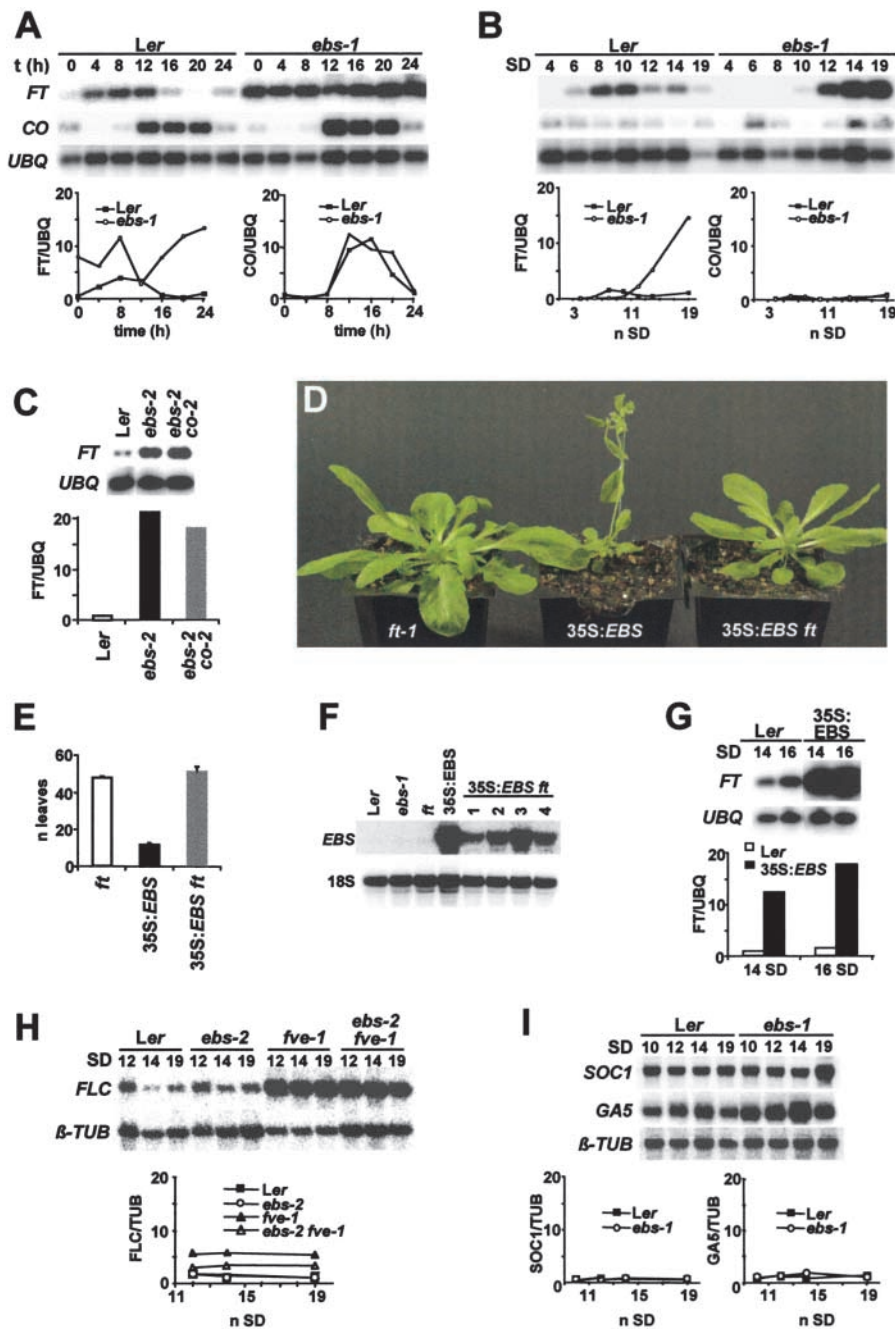 A
Ler ebs-1
t (h) 0 4 8 12 16 20 24 0 4 8 12 16 20 24
FT
CO
UBQ
20
10
0
FT/UBQ
Ler
ebs-1
0 8 16 24
time (h)
20
10
0
CO/UBQ
Ler
ebs-1
0 8 16 24
time (h)
B
Ler ebs-1
SD 4 6 8 10 12 14 19 4 6 8 10 12 14 19
20
10
0
FT/UBQ
Ler
ebs-1
3 11 19
n SD
20
10
0
CO/UBQ
Ler
ebs-1
3 11 19
n SD
C
Ler ebs-2 ebs-2 co-2
FT
UBQ
20
10
0
FT/UBQ
Ler ebs-2 ebs-2 co-2
D
ft-1 35S:EBS 35S:EBS ft
E
60
40
20
0
n leaves
ft 35S:EBS 35S:EBS ft
F
Ler ebs-1 ft 35S:EBS 35S:EBS ft
1 2 3 4
EBS
18S
G
Ler 35S:EBS
SD 14 16 14 16
FT
UBQ
Ler
35S:EBS
20
10
0
FT/UBQ
14 SD 16 SD
H
Ler ebs-2 fve-1 ebs-2 fve-1
SD 12 14 19 12 14 19 12 14 19 12 14 19
FLC
ß-TUB
20
10
0
FLC/TUB
Ler
ebs-2
fve-1
ebs-2 fve-1
11 15 19
n SD
I
Ler ebs-1
SD 10 12 14 19 10 12 14 19
SOC1
GA5
ß-TUB
20
10
0
SOC1/TUB
Ler
ebs-1
11 15 19
n SD
20
10
0
GA5/TUB
Ler
ebs-1
11 15 19
n SD